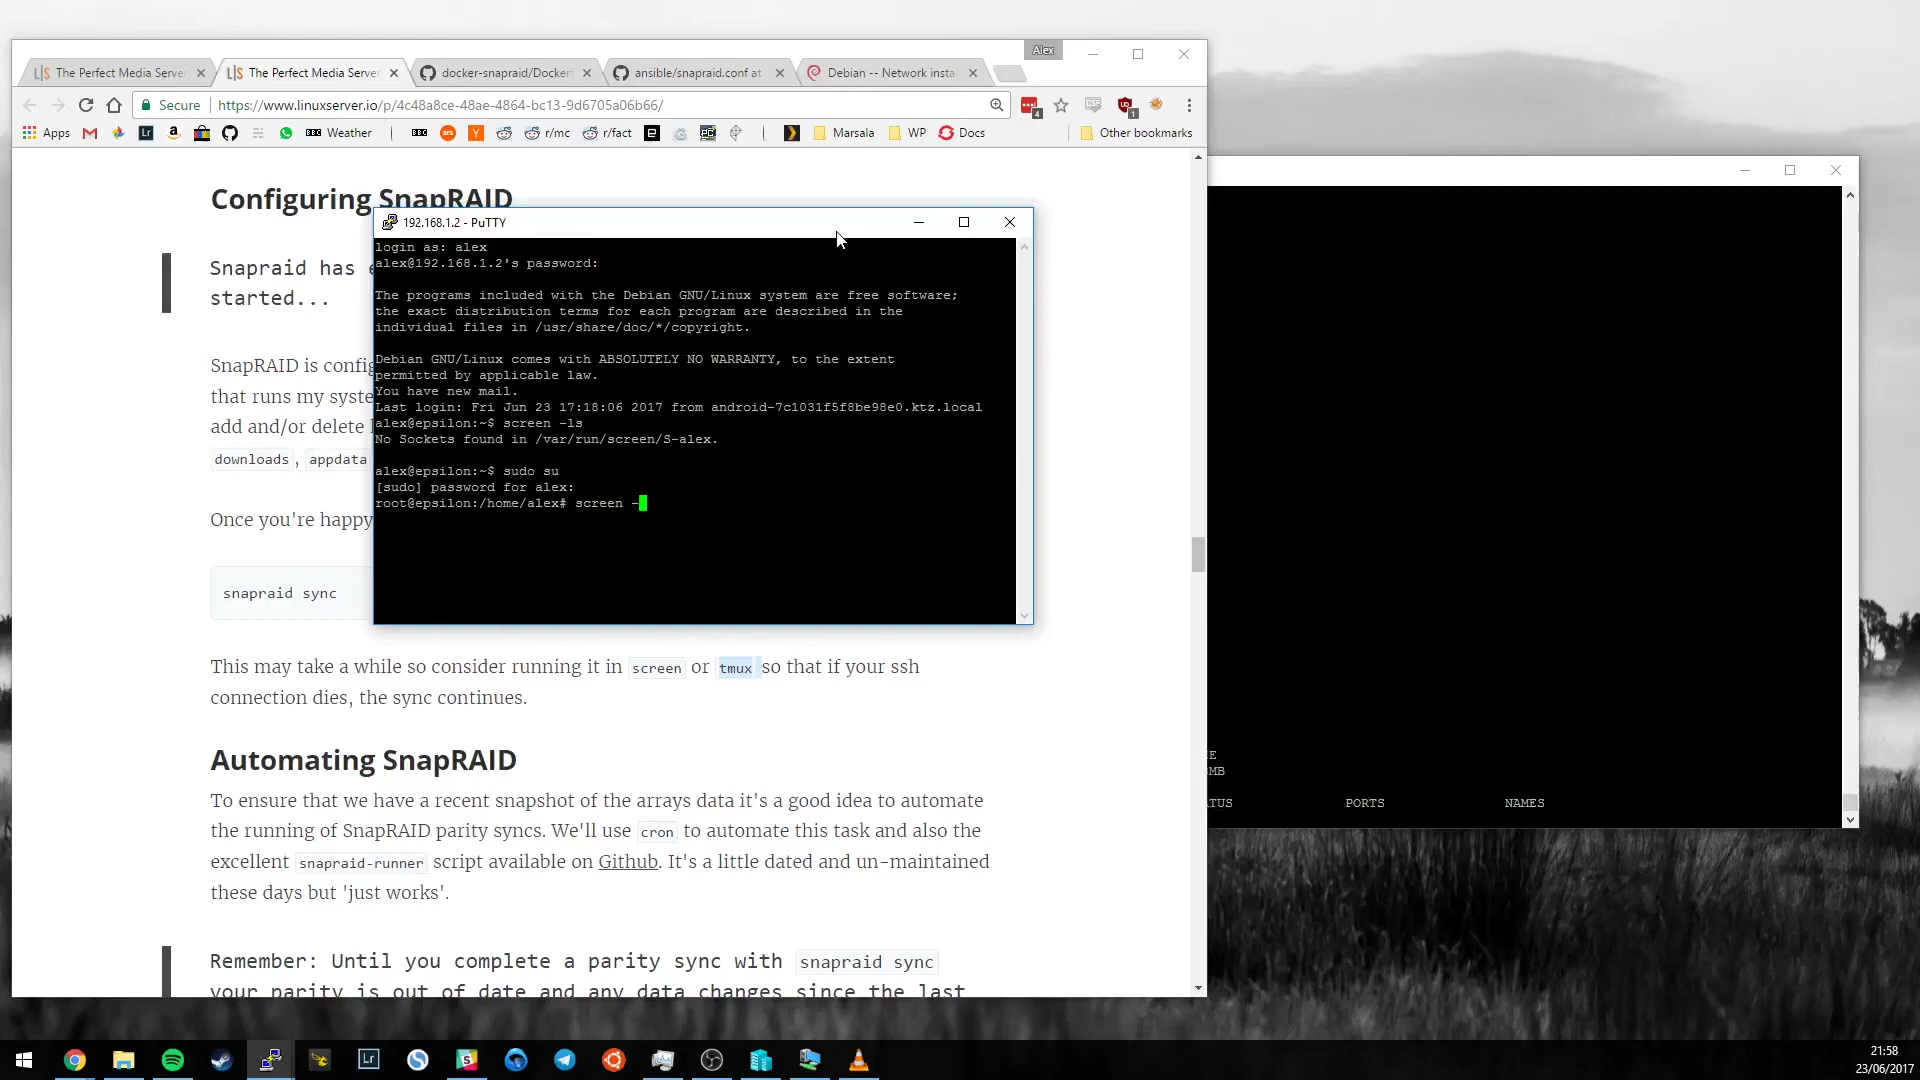 Alex
The Perfect Media Server
The Perfect Media Server
docker-snapraid/Dockerf
ansible/snapraid.conf at
Debian -- Network insta
Secure
https://www.linuxserver.io/p/4c48a8ce-48ae-4864-bc13-9d6705a06b66/
Apps
Lr
BBC Weather
BBC
ars
r/mc
r/fact
Marsala
WP
Docs
Other bookmarks
Configuring SnapRAID
Snapraid has
started...
SnapRAID is config
that runs my syste
add and/or delete
downloads, appdata
Once you're happy
snapraid sync
192.168.1.2 - PuTTY
login as: alex
alex@192.168.1.2's password:
The programs included with the Debian GNU/Linux system are free software;
the exact distribution terms for each program are described in the
individual files in /usr/share/doc/*/copyright.
Debian GNU/Linux comes with ABSOLUTELY NO WARRANTY, to the extent
permitted by applicable law.
You have new mail.
Last login: Fri Jun 23 17:18:06 2017 from android-7c1031f5f8be98e0.ktz.local
alex@epsilon:~$ screen -ls
No Sockets found in /var/run/screen/S-alex.
alex@epsilon:~$ sudo su
[sudo] password for alex:
root@epsilon:/home/alex# screen -
This may take a while so consider running it in screen or tmux so that if your ssh
connection dies, the sync continues.
Automating SnapRAID
To ensure that we have a recent snapshot of the arrays data it's a good idea to automate
the running of SnapRAID parity syncs. We'll use cron to automate this task and also the
excellent snapraid-runner script available on Github. It's a little dated and un-maintained
these days but 'just works'.
Remember: Until you complete a parity sync with snapraid sync
your parity is out of date and any data changes since the last
MB
TUS
PORTS
NAMES
Lr
21:58
23/06/2017